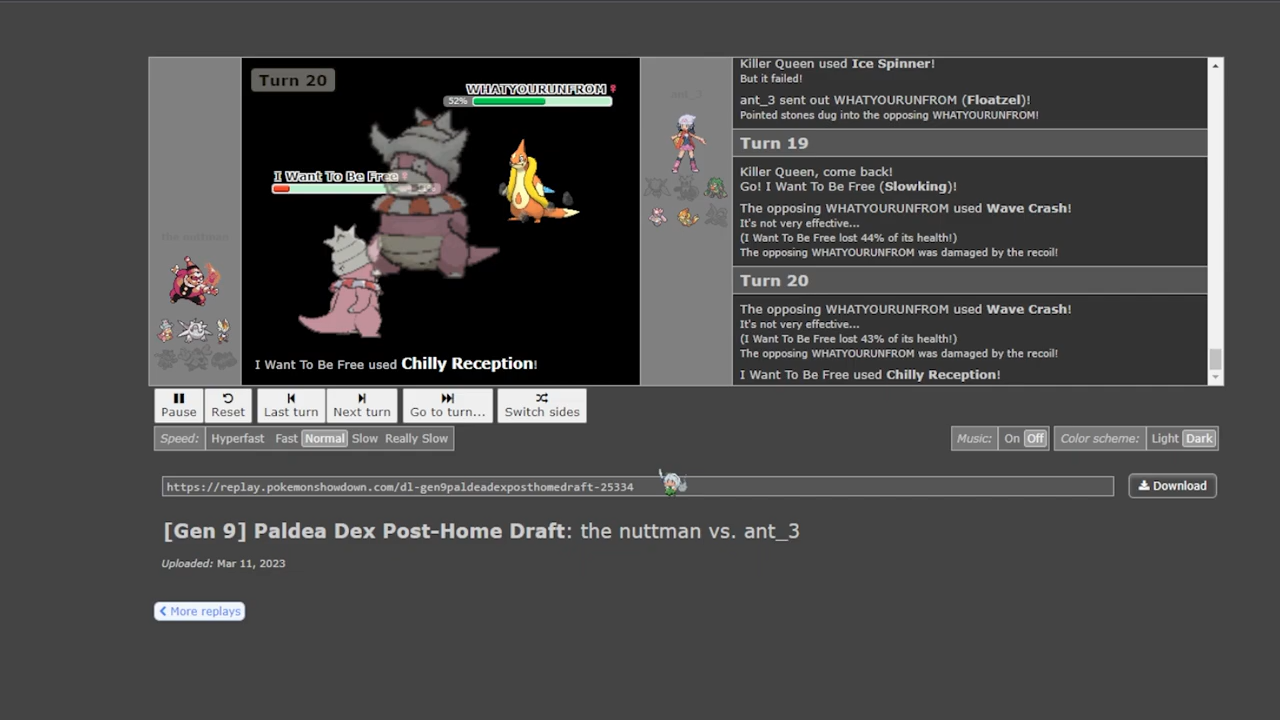 Turn 20
WHATYOURUNFROM
52%
I Want To Be Free
I Want To Be Free used Chilly Reception!
the nuttman
ant_3
Killer Queen used Ice Spinner!
But it failed!
ant_3 sent out WHATYOURUNFROM (Floatzel)!
Pointed stones dug into the opposing WHATYOURUNFROM!
Turn 19
Killer Queen, come back!
Go! I Want To Be Free (Slowking)!
The opposing WHATYOURUNFROM used Wave Crash!
It's not very effective...
(I Want To Be Free lost 44% of its health!)
The opposing WHATYOURUNFROM was damaged by the recoil!
Turn 20
The opposing WHATYOURUNFROM used Wave Crash!
It's not very effective...
(I Want To Be Free lost 43% of its health!)
The opposing WHATYOURUNFROM was damaged by the recoil!
I Want To Be Free used Chilly Reception!
Pause Reset Last turn Next turn Go to turn... Switch sides
Speed: Hyperfast Fast Normal Slow Really Slow
Music: On Off Color scheme: Light Dark
https://replay.pokemonshowdown.com/dl-gen9paldeadexposthomedraft-25334
Download
[Gen 9] Paldea Dex Post-Home Draft: the nuttman vs. ant_3
Uploaded: Mar 11, 2023
More replays